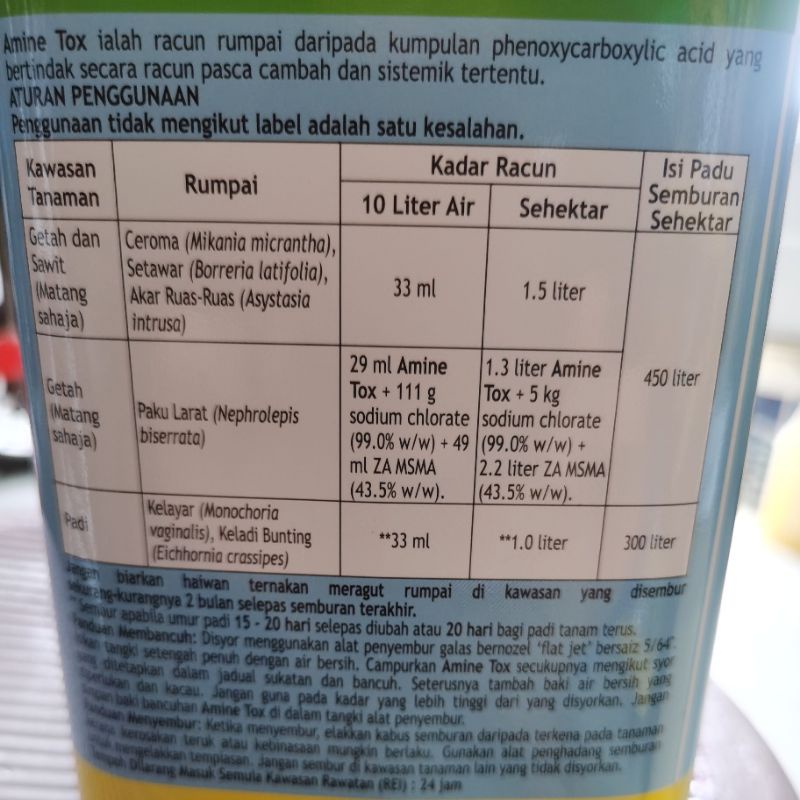 Amine Tox ialah racun rumpai daripada kumpulan phenoxycarboxylic acid yang
bertindak secara racun pasca cambah dan sistemik tertentu.
ATURAN PENGGUNAAN
Penggunaan tidak mengikut label adalah satu kesalahan.
Kawasan Tanaman
Rumpai
Kadar Racun
10 Liter Air
Sehektar
Isi Padu
Semburan
Sehektar
Getah dan
Sawit
(Matang
sahaja)
Ceroma (Mikania micrantha),
Setawar (Borreria latifolia),
Akar Ruas-Ruas (Asystasia
intrusa)
33 ml
1.5 liter
450 liter
Getah
(Matang
sahaja)
Paku Larat (Nephrolepis
biserrata)
29 ml Amine
Tox + 111 g
sodium chlorate
(99.0% w/w) + 49
ml ZA MSMA
(43.5% w/w).
1.3 liter Amine
Tox + 5 kg
sodium chlorate
(99.0% w/w) +
2.2 liter ZA MSMA
(43.5% w/w).
Padi
Kelayar (Monochoria
vaginalis), Keladi Bunting
(Eichhornia crassipes)
**33 ml
**1.0 liter
300 liter
Jangan biarkan haiwan ternakan meragut rumpai di kawasan yang disembur
sekurang-kurangnya 2 bulan selepas semburan terakhir.
**Sembur apabila umur padi 15 - 20 hari selepas diubah atau 20 hari bagi padi tanam terus.
Panduan Membancuh: Disyor menggunakan alat penyembur galas bernozel 'flat jet' bersaiz 5/64".
tangki setengah penuh dengan air bersih. Campurkan Amine Tox secukupnya mengikut syor
yang ditetapkan dalam jadual sukatan dan bancuh. Seterusnya tambah baki air bersih yang
diperlukan dan kacau. Jangan guna pada kadar yang lebih tinggi dari yang disyorkan. Jangan
simpan baki bancuhan Amine Tox di dalam tangki alat penyembur.
Panduan Menyembur: Ketika menyembur, elakkan kabus semburan daripada terkena pada tanaman
kerana kerosakan teruk atau kebinasaan mungkin berlaku. Gunakan alat penghadang semburan
untuk mengelakkan tempiasan. Jangan sembur di kawasan tanaman lain yang tidak disyorkan.
Tempoh Dilarang Masuk Semula Kawasan Rawatan (REI) : 24 jam